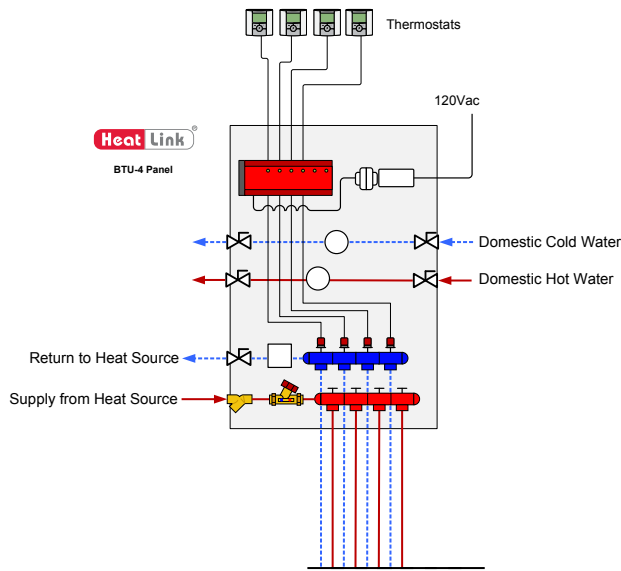 Thermostats
120Vac
Heat Link®
BTU-4 Panel
Domestic Cold Water
Domestic Hot Water
Return to Heat Source
Supply from Heat Source